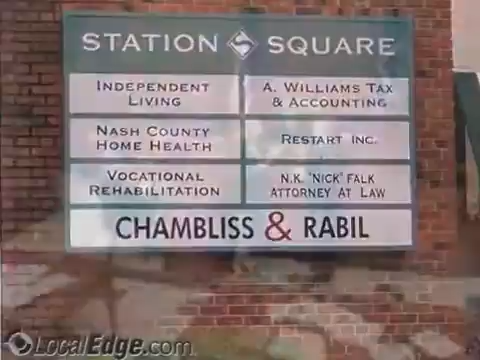 STATION SQUARE
INDEPENDENT
LIVING
A. WILLIAMS TAX
& ACCOUNTING
NASH COUNTY
HOME HEALTH
RESTART INC.
VOCATIONAL
REHABILITATION
N.K. "NICK" FALK
ATTORNEY AT LAW
CHAMBLISS & RABIL
LocalEdge.com